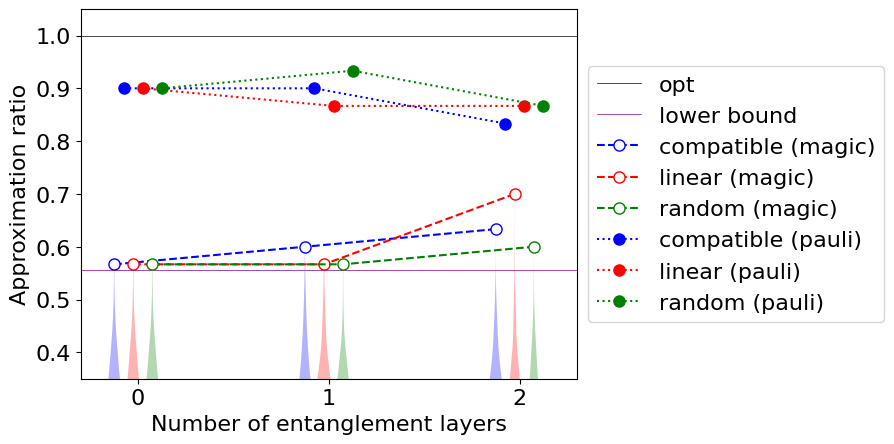 Approximation ratio
1.0
0.9
0.8
0.7
0.6
0.5
0.4
0
1
2
Number of entanglement layers
opt
lower bound
compatible (magic)
linear (magic)
random (magic)
compatible (pauli)
linear (pauli)
random (pauli)